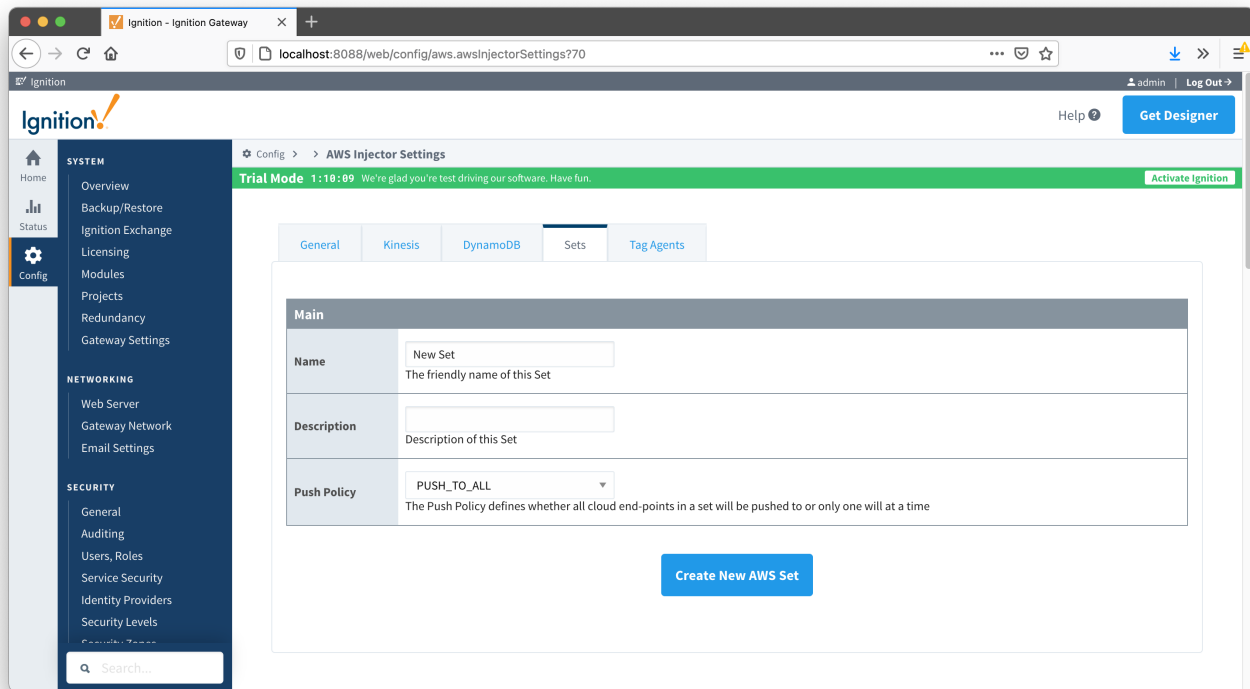 Ignition - Ignition Gateway
localhost:8088/web/config/aws.awsInjectorSettings?70
Ignition
admin | Log Out
Ignition!
Help
Get Designer
Home
Status
Config
SYSTEM
Overview
Backup/Restore
Ignition Exchange
Licensing
Modules
Projects
Redundancy
Gateway Settings
NETWORKING
Web Server
Gateway Network
Email Settings
SECURITY
General
Auditing
Users, Roles
Service Security
Identity Providers
Security Levels
Security Zones
Search...
Config > > AWS Injector Settings
Trial Mode 1:10:09 We're glad you're test driving our software. Have fun.
Activate Ignition
General
Kinesis
DynamoDB
Sets
Tag Agents
Main
Name
New Set
The friendly name of this Set
Description
Description of this Set
Push Policy
PUSH_TO_ALL
The Push Policy defines whether all cloud end-points in a set will be pushed to or only one will at a time
Create New AWS Set